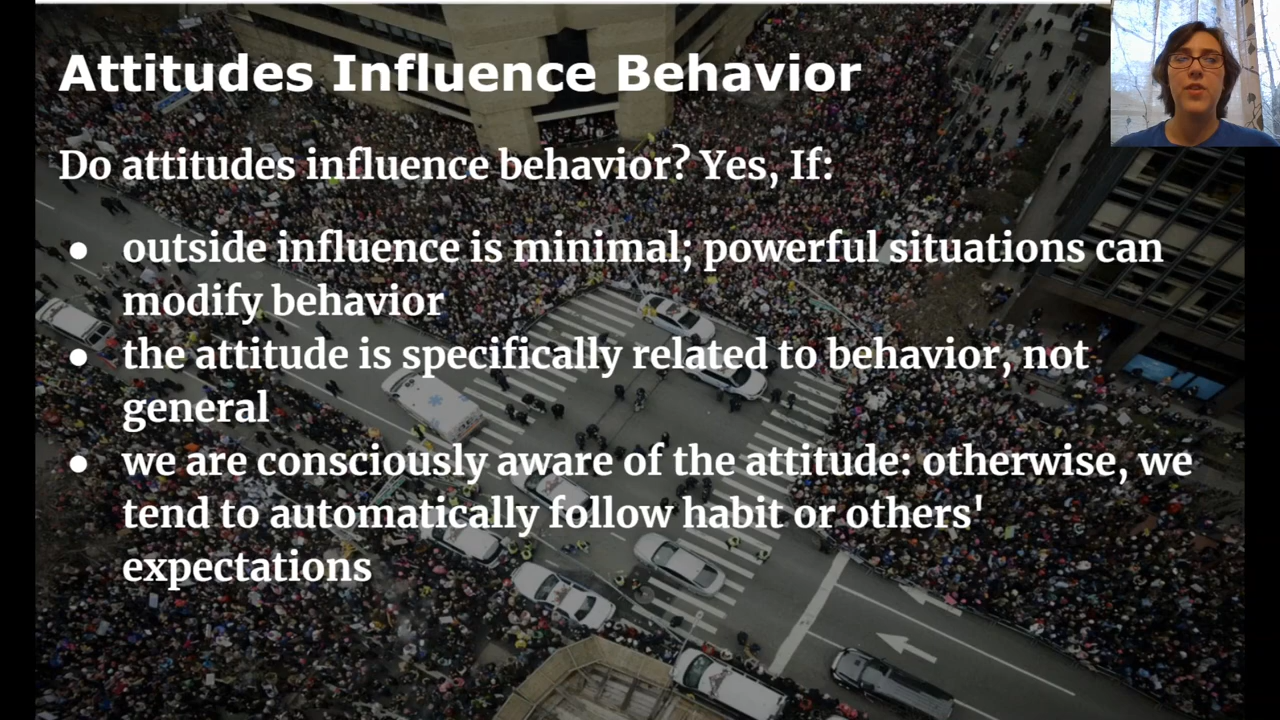 Attitudes Influence Behavior
Do attitudes influence behavior? Yes, If:
● outside influence is minimal; powerful situations can
modify behavior
● the attitude is specifically related to behavior, not
general
● we are consciously aware of the attitude: otherwise, we
tend to automatically follow habit or others'
expectations